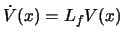 V̇(x) = L_f V(x)